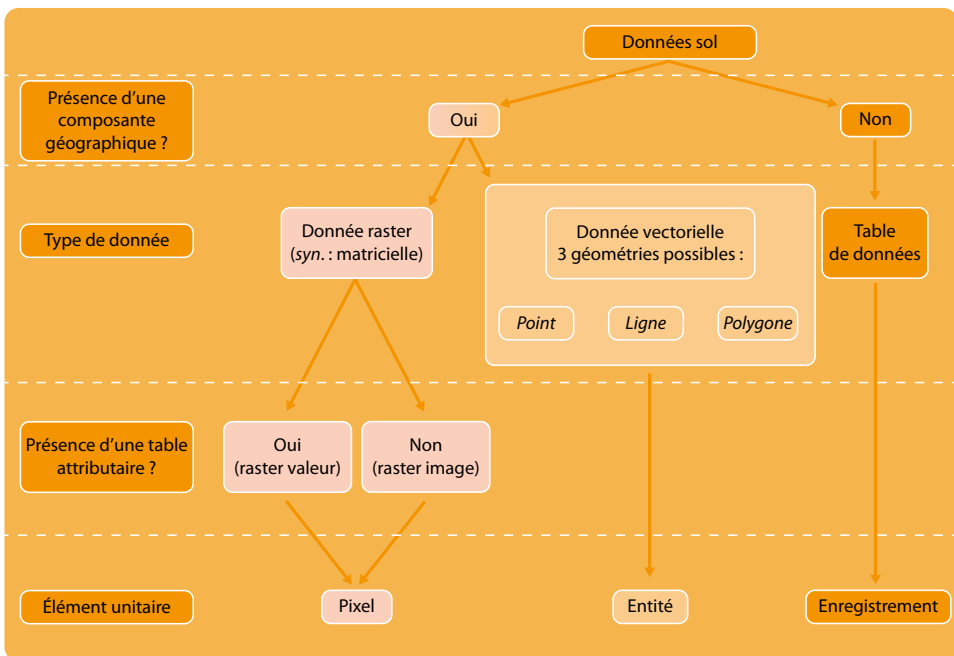 Données sol
Présence d'une
composante
géographique ?
Oui
Non
Type de donnée
Donnée raster
(syn. : matricielle)
Donnée vectorielle
3 géométries possibles :
Point
Ligne
Polygone
Table
de données
Présence d'une table
attributaire ?
Oui
(raster valeur)
Non
(raster image)
Élément unitaire
Pixel
Entité
Enregistrement